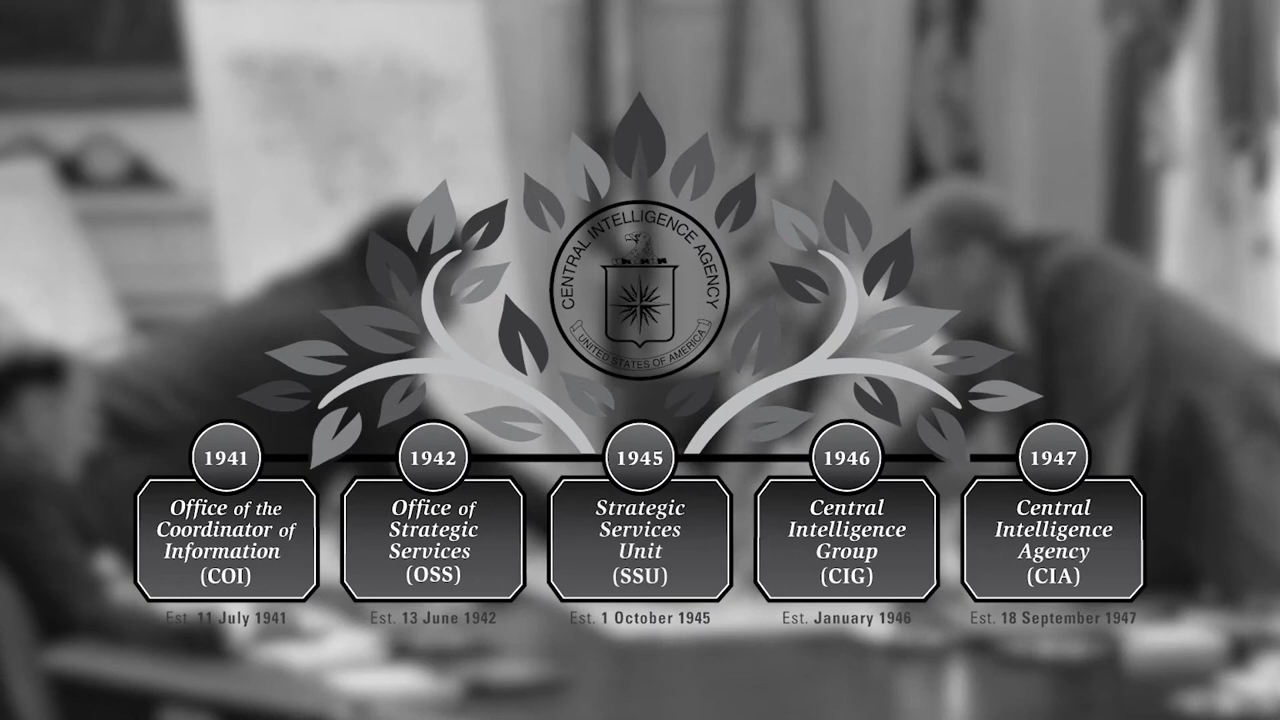 CENTRAL INTELLIGENCE AGENCY
UNITED STATES OF AMERICA
1941
Office of the
Coordinator of
Information
(COI)
Est. 11 July 1941
1942
Office of
Strategic
Services
(OSS)
Est. 13 June 1942
1945
Strategic
Services
Unit
(SSU)
Est. 1 October 1945
1946
Central
Intelligence
Group
(CIG)
Est. January 1946
1947
Central
Intelligence
Agency
(CIA)
Est. 18 September 1947